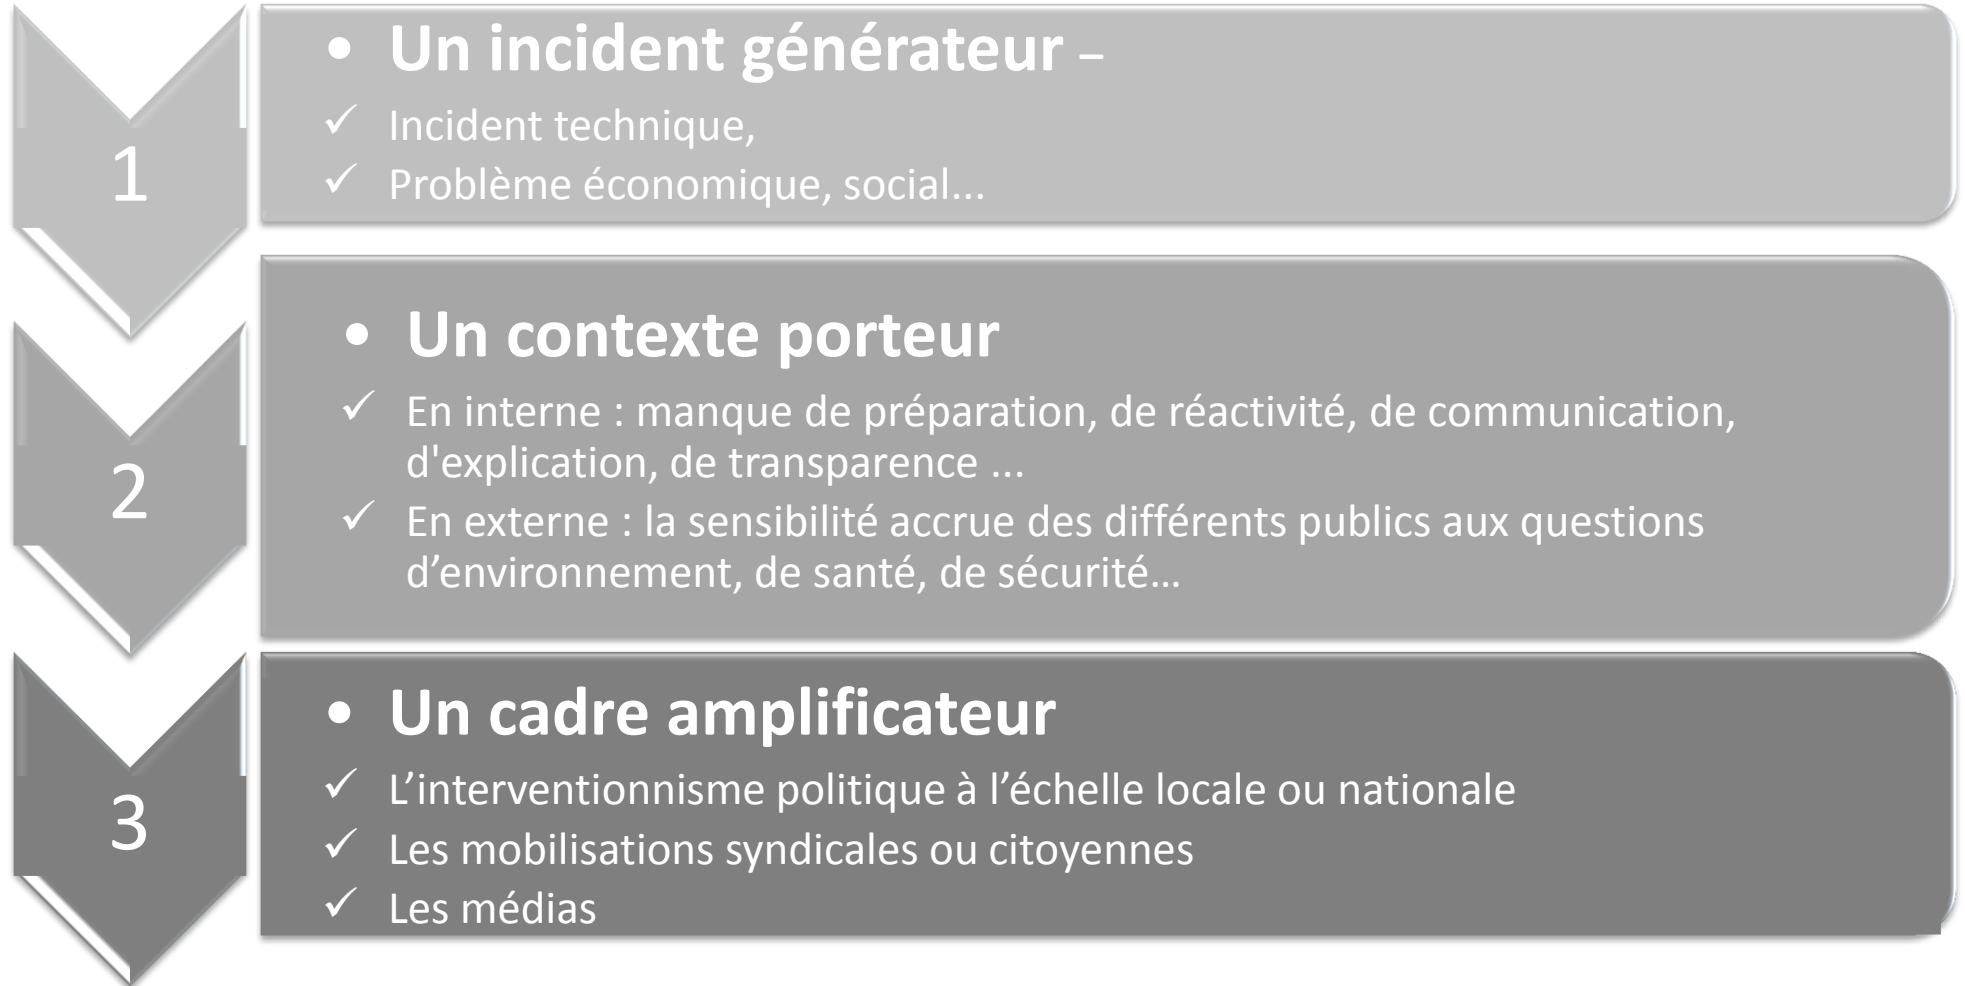 1
• Un incident générateur –
✓ Incident technique,
✓ Problème économique, social...
2
• Un contexte porteur
✓ En interne : manque de préparation, de réactivité, de communication,
d'explication, de transparence ...
✓ En externe : la sensibilité accrue des différents publics aux questions
d’environnement, de santé, de sécurité…
3
• Un cadre amplificateur
✓ L’interventionnisme politique à l’échelle locale ou nationale
✓ Les mobilisations syndicales ou citoyennes
✓ Les médias